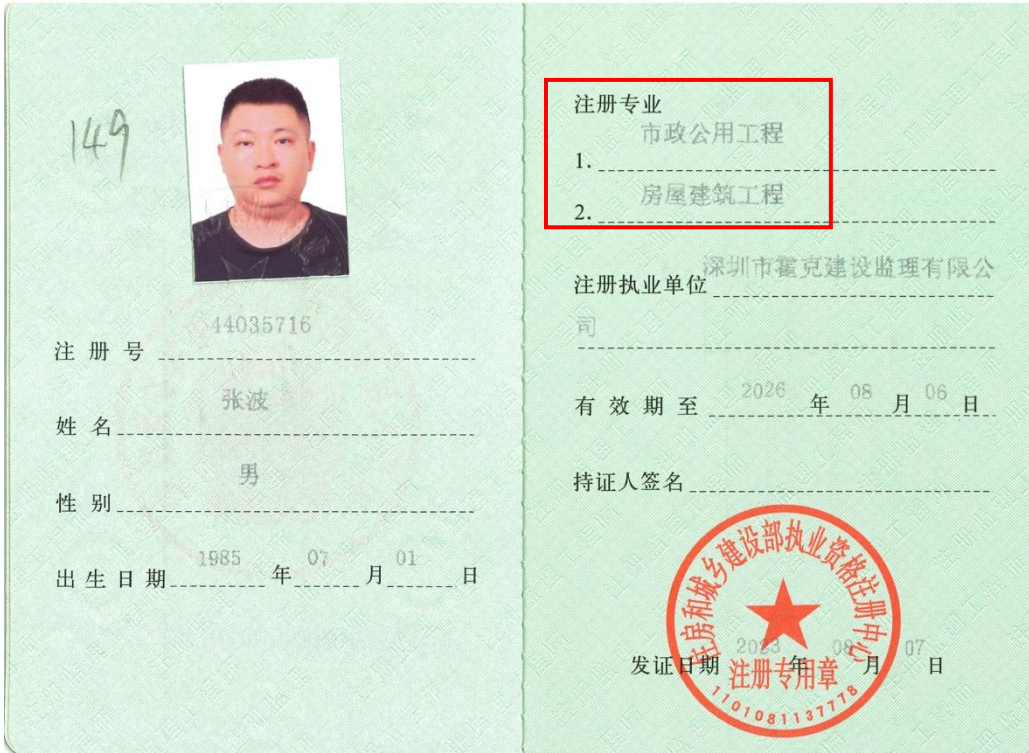 149
注册号 44035716
姓名 张波
性别 男
出生日期 1985 年 07 月 01 日
注册专业
1. 市政公用工程
2. 房屋建筑工程
注册执业单位 深圳市霍克建设监理有限公
司
有效期至 2026 年 08 月 06 日
持证人签名
住房和城乡建设部执业资格注册中心
发证日期 2023 年 08 月 07 日
注册专用章
1101081137778